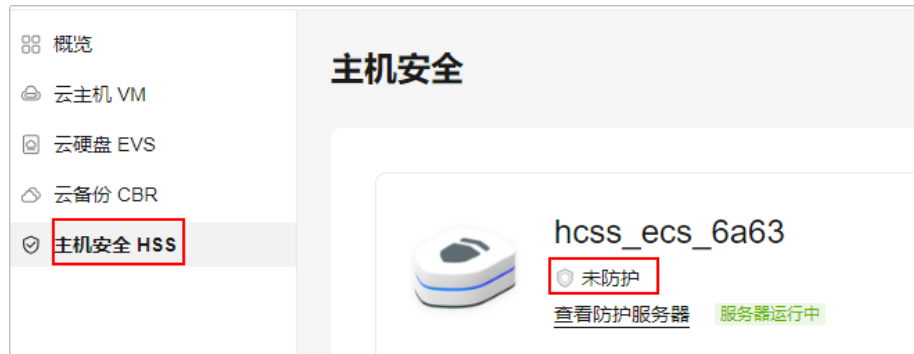 概览
云主机 VM
云硬盘 EVS
云备份 CBR
主机安全 HSS
主机安全
hcss_ecs_6a63
未防护
查看防护服务器 服务器运行中